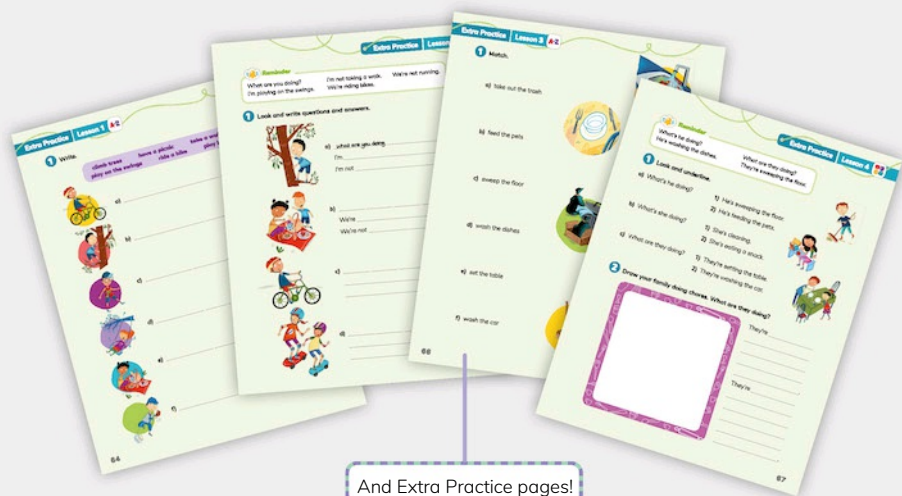 Extra Practice Lesson 1 A-Z
1 Write.
climb trees have a picnic take a
play on the swings ride a bike play
a)
b)
c)
d)
e)
f)
64
Extra Practice Lesson
Reminder
What are you doing? I'm not taking a walk. We're not running.
I'm playing on the swings. We're riding bikes.
1 Look and write questions and answers.
a) what are you doing
I'm
I'm not
b)
We're
We're not
c)
d)
Extra Practice Lesson 3 A-Z
1 Match.
a) take out the trash
b) feed the pets
c) sweep the floor
d) wash the dishes
e) set the table
f) wash the car
66
Extra Practice Lesson 4
Reminder
What's he doing? What are they doing?
He's washing the dishes. They're sweeping the floor.
1 Look and underline.
a) What's he doing? 1) He's sweeping the floor.
2) He's feeding the pets.
b) What's she doing? 1) She's cleaning.
2) She's eating a snack.
c) What are they doing? 1) They're setting the table.
2) They're washing the car.
2 Draw your family doing chores. What are they doing?
They're
They're
67
And Extra Practice pages!